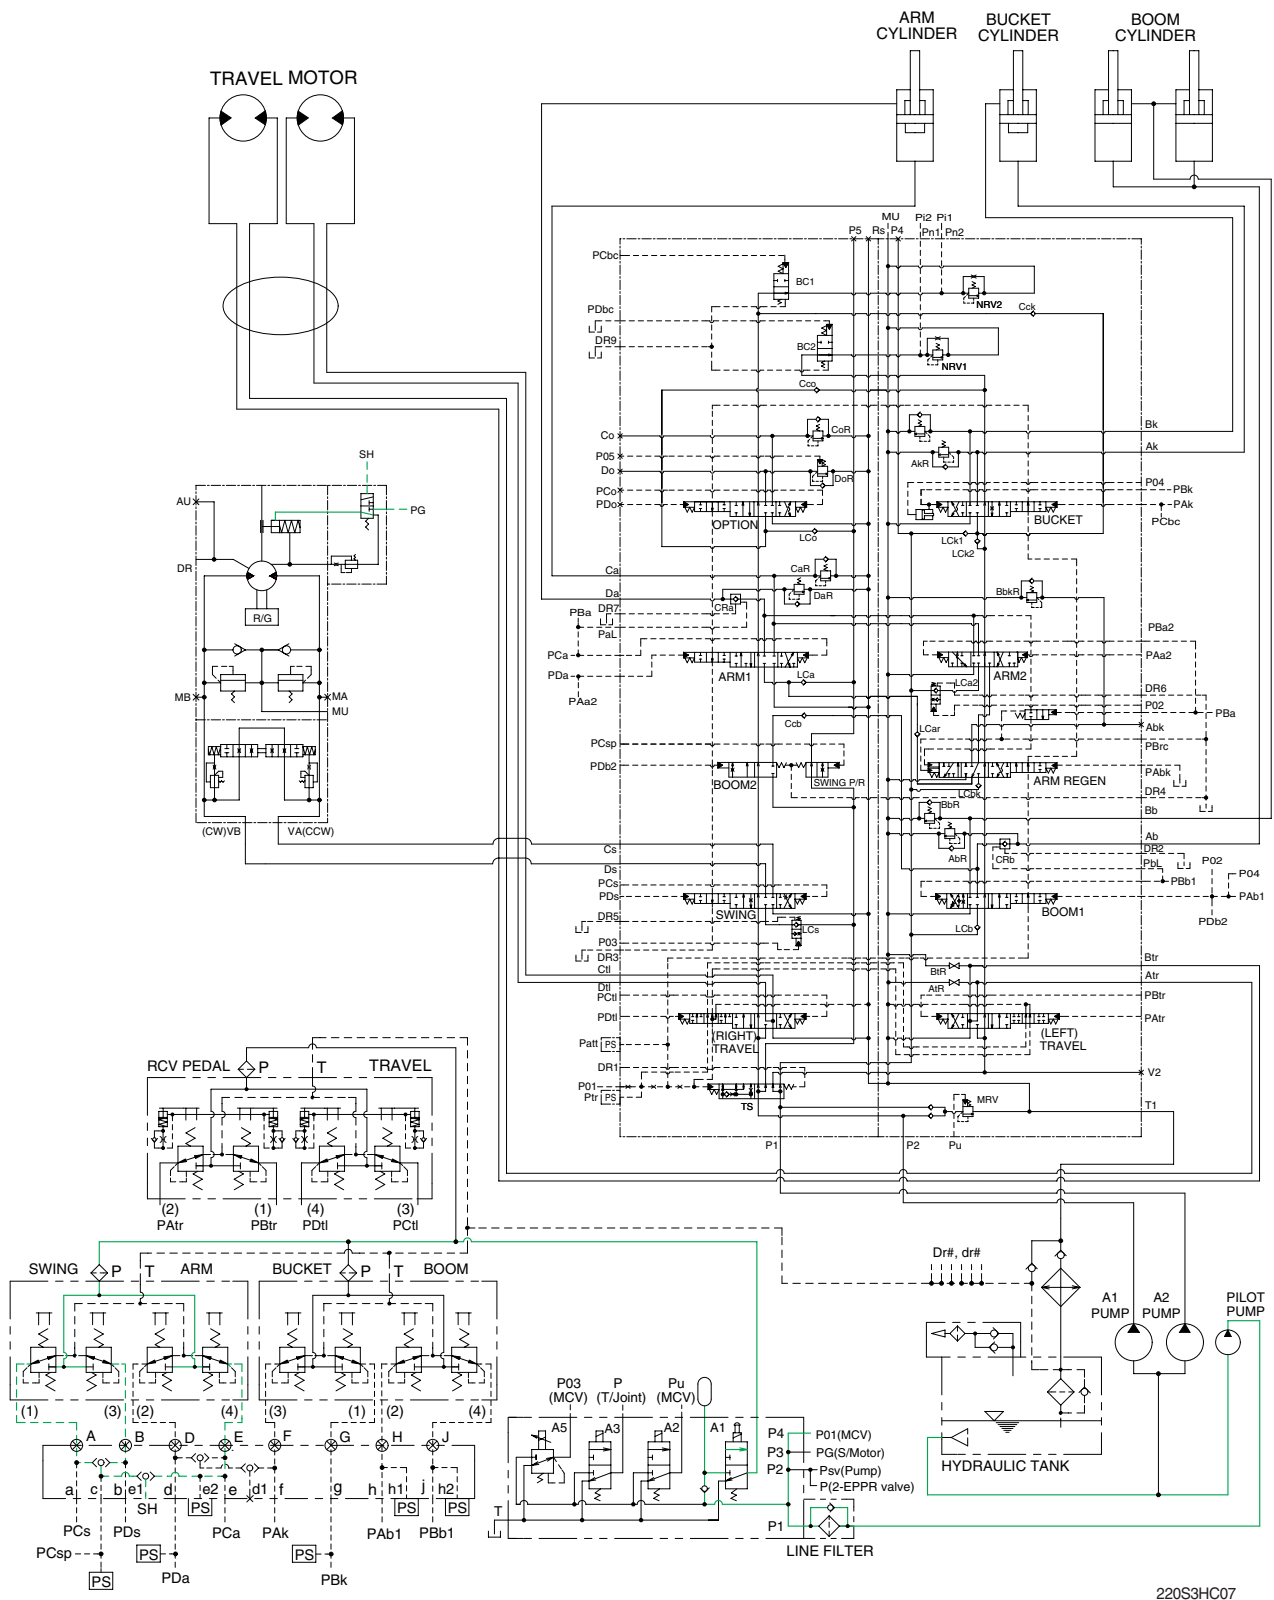 ARM
CYLINDER
BUCKET
CYLINDER
BOOM
CYLINDER
TRAVEL MOTOR
MU
Pi2 Pi1
P5 Rs P4 Pn1 Pn2
PCbc
BC1
NRV2
Cck
PDbc
DR9
BC2
NRV1
Cco
Co
CoR
Bk
P05
Do
DoR
AkR
Ak
PCo
PDo
OPTION
LCo
P04
PBk
PAk
PCbc
BUCKET
LCk1
LCk2
SH
AU
PG
DR
R/G
MB
MA
MU
(CW)VB
VA(CCW)
Ca
CaR
Da
DaR
CRa
BbkR
PBa
DR7
PaL
PCa
PDa
PAa2
ARM1
LCa
PBa2
PAa2
ARM2
LCa2
DR6
P02
PBa
Ccb
LCar
Abk
PCsp
PBrc
PDb2
BOOM2
SWING P/R
ARM REGEN
PAbk
LCbk
DR4
BbR
Bb
AbR
CRb
Ab
DR2
PbL
Cs
Ds
PCs
PDs
SWING
PBb1
P02
P04
PAb1
PDb2
BOOM1
DR5
LCs
LCb
P03
DR3
Ctl
BtR
Btr
AtR
Atr
Dtl
PCtl
PBtr
PDtl
(RIGHT)
TRAVEL
(LEFT)
TRAVEL
PAtr
Patt PS
DR1
V2
P01
Ptr PS
TS
MRV
T1
P1
P2
Pu
RCV PEDAL P T TRAVEL
(2) (1) (4) (3)
PAtr PBtr PDtl PCtl
SWING P T ARM
BUCKET P T BOOM
(1) (3) (2) (4) (3) (1) (2) (4)
A B D E F G H J
a c b e1 d e2 e d1 f g h h1 j h2
SH PS PS PS
PCs PDs PCa PAk PAb1 PBb1
PCsp PS PS
PS PDa PBk
P03
(MCV)
P
(T/Joint)
Pu
(MCV)
A5 A3 A2 A1
P4 P01(MCV)
P3 PG(S/Motor)
P2 Psv(Pump)
P(2-EPPR valve)
T
P1
LINE FILTER
Dr#, dr#
A1
PUMP
A2
PUMP
PILOT
PUMP
HYDRAULIC TANK
220S3HC07